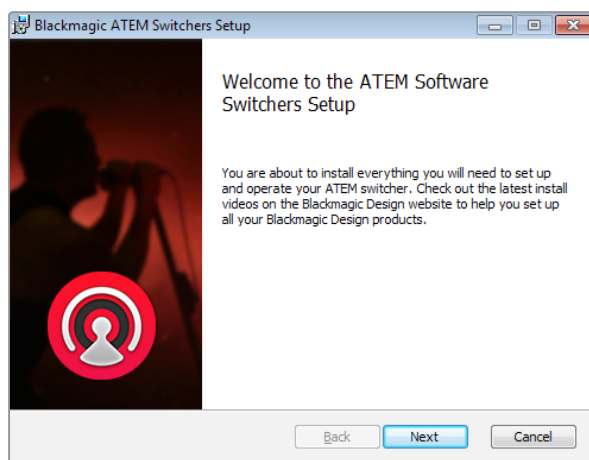 Blackmagic ATEM Switchers Setup
Welcome to the ATEM Software
Switchers Setup
You are about to install everything you will need to set up
and operate your ATEM switcher. Check out the latest install
videos on the Blackmagic Design website to help you set up
all your Blackmagic Design products.
Back Next Cancel